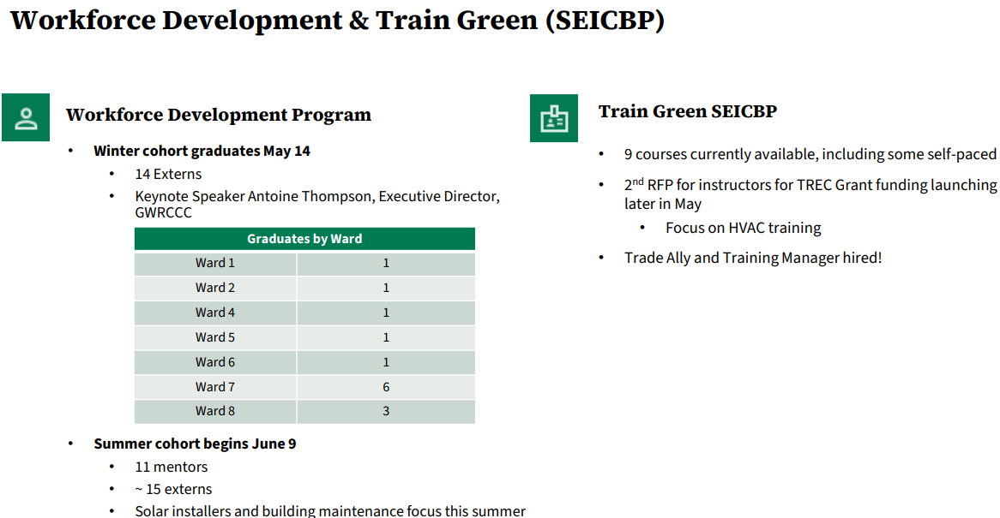 Workforce Development & Train Green (SEICBP)
Workforce Development Program
• Winter cohort graduates May 14
• 14 Externs
• Keynote Speaker Antoine Thompson, Executive Director,
GWRCCC
Graduates by Ward
Ward 1 1
Ward 2 1
Ward 4 1
Ward 5 1
Ward 6 1
Ward 7 6
Ward 8 3
• Summer cohort begins June 9
• 11 mentors
• ~ 15 externs
• Solar installers and building maintenance focus this summer
Train Green SEICBP
• 9 courses currently available, including some self-paced
• 2nd RFP for instructors for TREC Grant funding launching
later in May
• Focus on HVAC training
• Trade Ally and Training Manager hired!